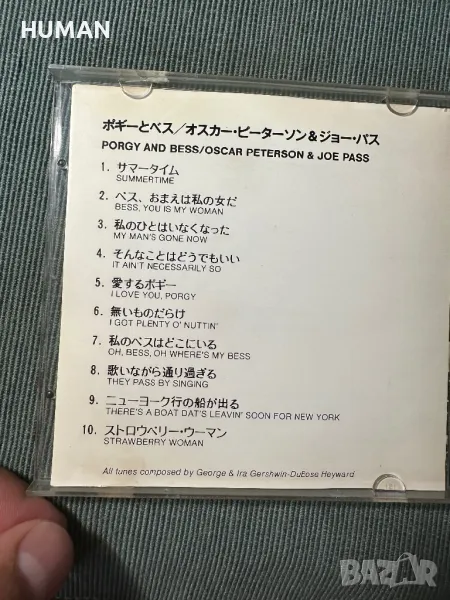 HUMAN
ポギーとベス／オスカー・ピーターソン&ジョー・パス
PORGY AND BESS/OSCAR PETERSON & JOE PASS
1. サマータイム
SUMMERTIME
2. ベス、おまえは私の女だ
BESS, YOU IS MY WOMAN
3. 私のひとはいなくなった
MY MAN'S GONE NOW
4. そんなことはどうでもいい
IT AIN'T NECESSARILY SO
5. 愛するポギー
I LOVE YOU, PORGY
6. 無いものだらけ
I GOT PLENTY O' NUTTIN'
7. 私のベスはどこにいる
OH, BESS, OH WHERE'S MY BESS
8. 歌いながら通り過ぎる
THEY PASS BY SINGING
9. ニューヨーク行の船が出る
THERE'S A BOAT DAT'S LEAVIN' SOON FOR NEW YORK
10. ストロウベリー・ウーマン
STRAWBERRY WOMAN
All tunes composed by George & Ira Gershwin-DuBose Heyward
BAZAR